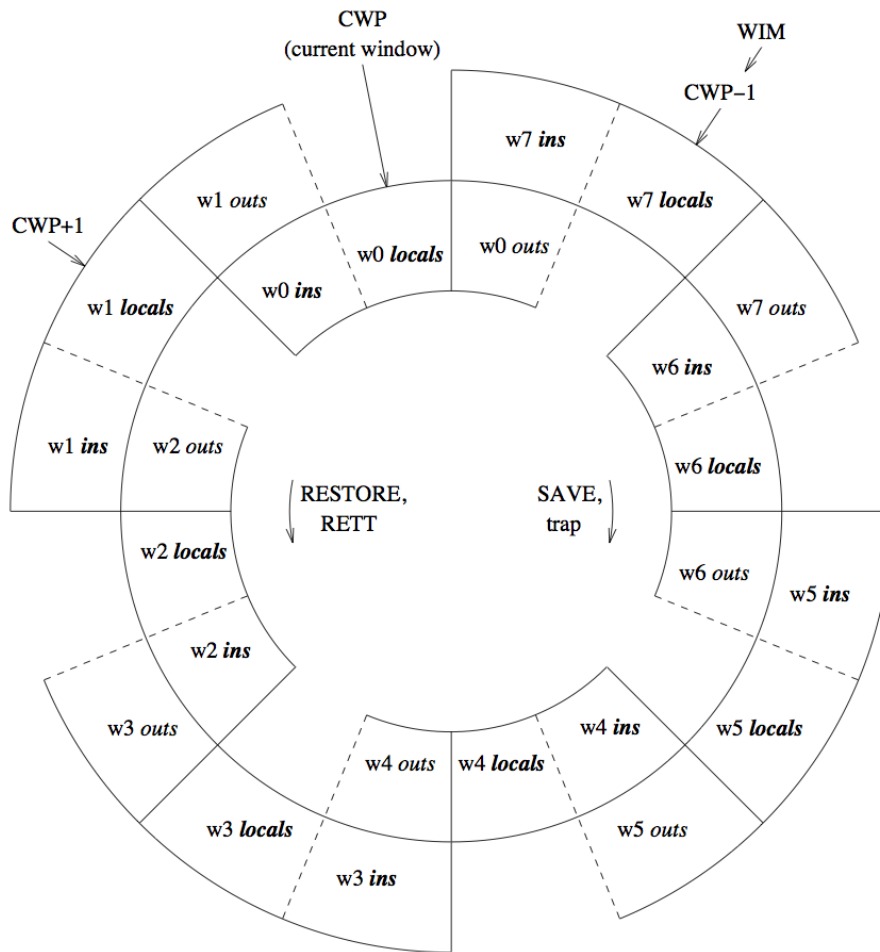 CWP
(current window)
WIM
CWP−1
w7 ins
w1 outs
w7 locals
CWP+1
w0 locals
w0 outs
w0 ins
w1 locals
w7 outs
w6 ins
w1 ins
w2 outs
w6 locals
RESTORE,
RETT
SAVE,
trap
w2 locals
w6 outs
w5 ins
w2 ins
w3 outs
w4 ins
w5 locals
w4 outs
w4 locals
w3 locals
w5 outs
w3 ins